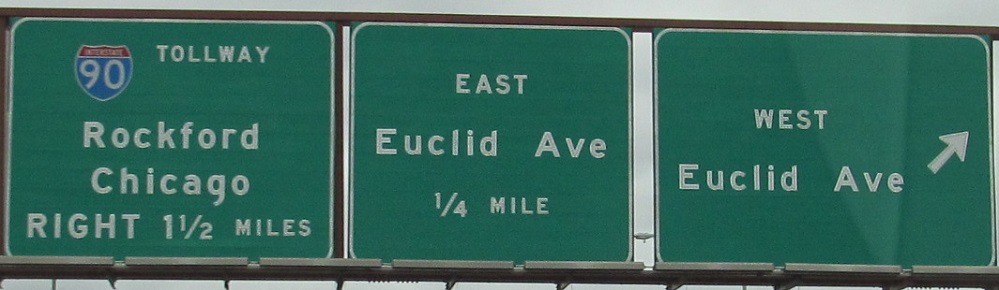 INTERSTATE
90
TOLLWAY
Rockford
Chicago
RIGHT 1½ MILES
EAST
Euclid Ave
¼ MILE
WEST
Euclid Ave